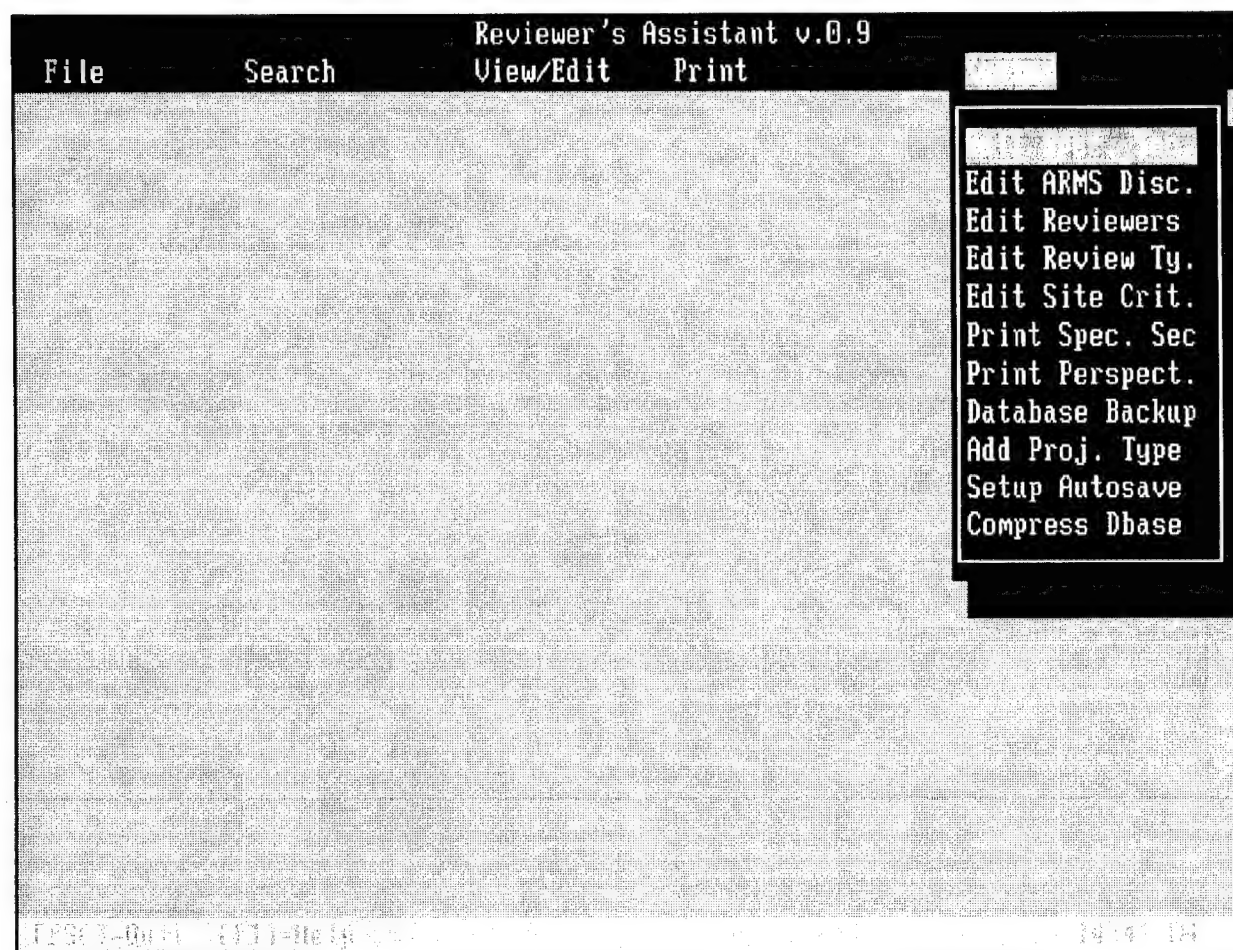 Reviewer's Assistant v.0.9
File Search View/Edit Print
Edit ARMS Disc.
Edit Reviewers
Edit Review Ty.
Edit Site Crit.
Print Spec. Sec
Print Perspect.
Database Backup
Add Proj. Type
Setup Autosave
Compress Dbase